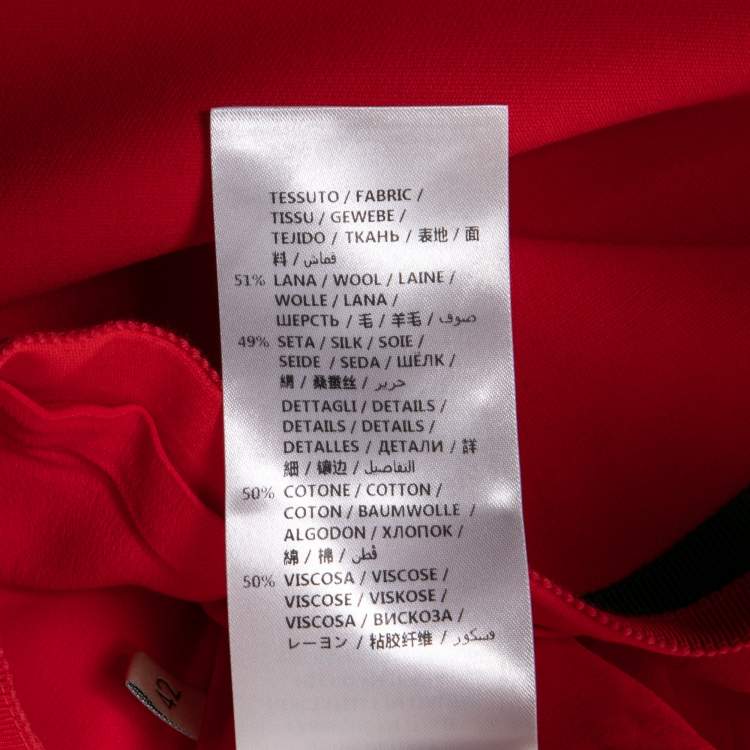 TESSUTO / FABRIC /
TISSU / GEWEBE /
TEJIDO / ТКАНЬ / 表地 / 面
料 / قماش
51% LANA / WOOL / LAINE /
WOLLE / LANA /
ШЕРСТЬ / 毛 / 羊毛 / صوف
49% SETA / SILK / SOIE /
SEIDE / SEDA / ШЁЛК /
絹 / 桑蚕丝 / حرير
DETTAGLI / DETAILS /
DETAILS / DETAILS /
DETALLES / ДЕТАЛИ / 詳
細 / 镶边 / التفاصيل
50% COTONE / COTTON /
COTON / BAUMWOLLE /
ALGODON / ХЛОПОК /
綿 / 棉 / قطن
50% VISCOSA / VISCOSE /
VISCOSE / VISKOSE /
VISCOSA / ВИСКОЗА /
レーヨン / 粘胶纤维 / فسكوز
42